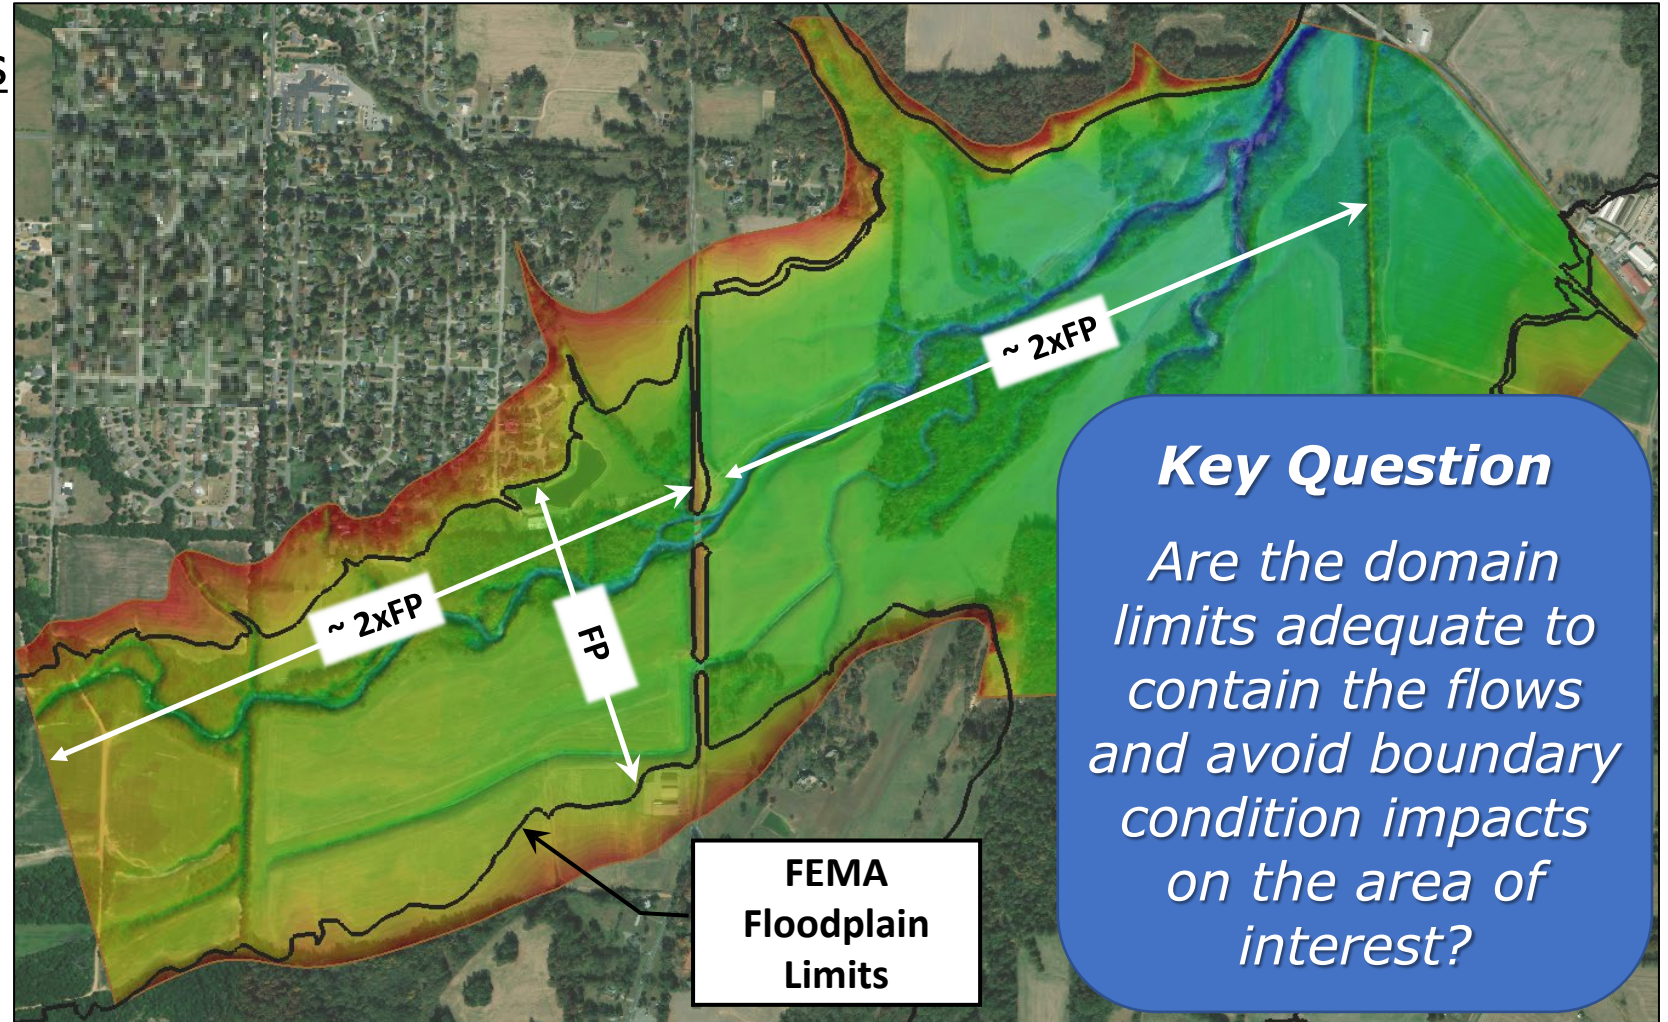 s
~ 2xFP
~ 2xFP
FP
Key Question
Are the domain
limits adequate to
contain the flows
and avoid boundary
condition impacts
on the area of
interest?
FEMA
Floodplain
Limits